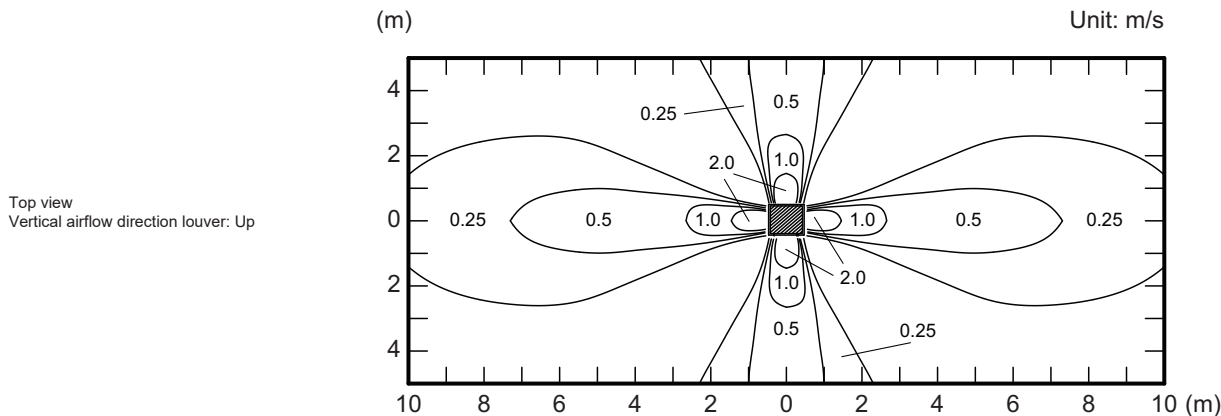 (m) Unit: m/s
4
0.5
0.25
2
2.0 1.0
Top view
Vertical airflow direction louver: Up
0 0.25 0.5 1.0 1.0 0.5 0.25
2.0
1.0
2
0.5 0.25
4
10 8 6 4 2 0 2 4 6 8 10 (m)